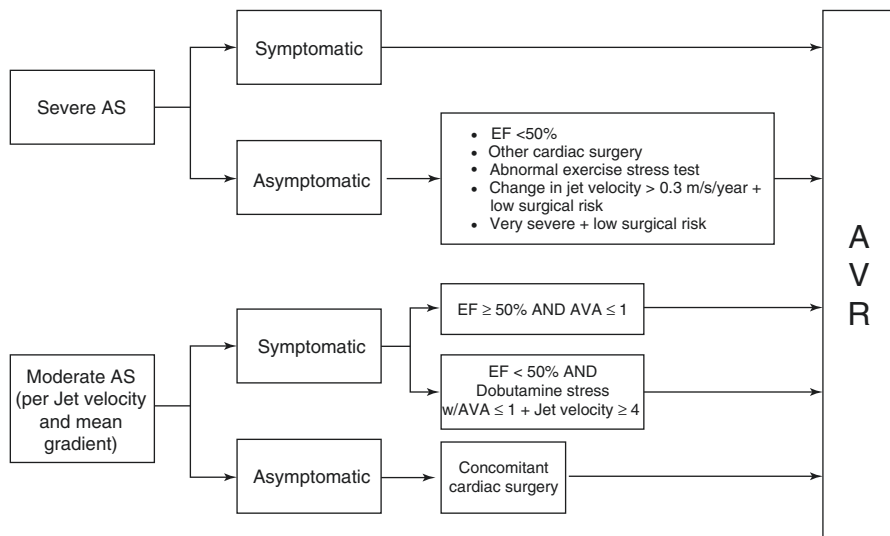 Severe AS
Symptomatic
Asymptomatic
• EF <50%
• Other cardiac surgery
• Abnormal exercise stress test
• Change in jet velocity > 0.3 m/s/year +
low surgical risk
• Very severe + low surgical risk
Moderate AS
(per Jet velocity
and mean
gradient)
Symptomatic
EF ≥ 50% AND AVA ≤ 1
EF < 50% AND
Dobutamine stress
w/AVA ≤ 1 + Jet velocity ≥ 4
Asymptomatic
Concomitant
cardiac surgery
A
V
R